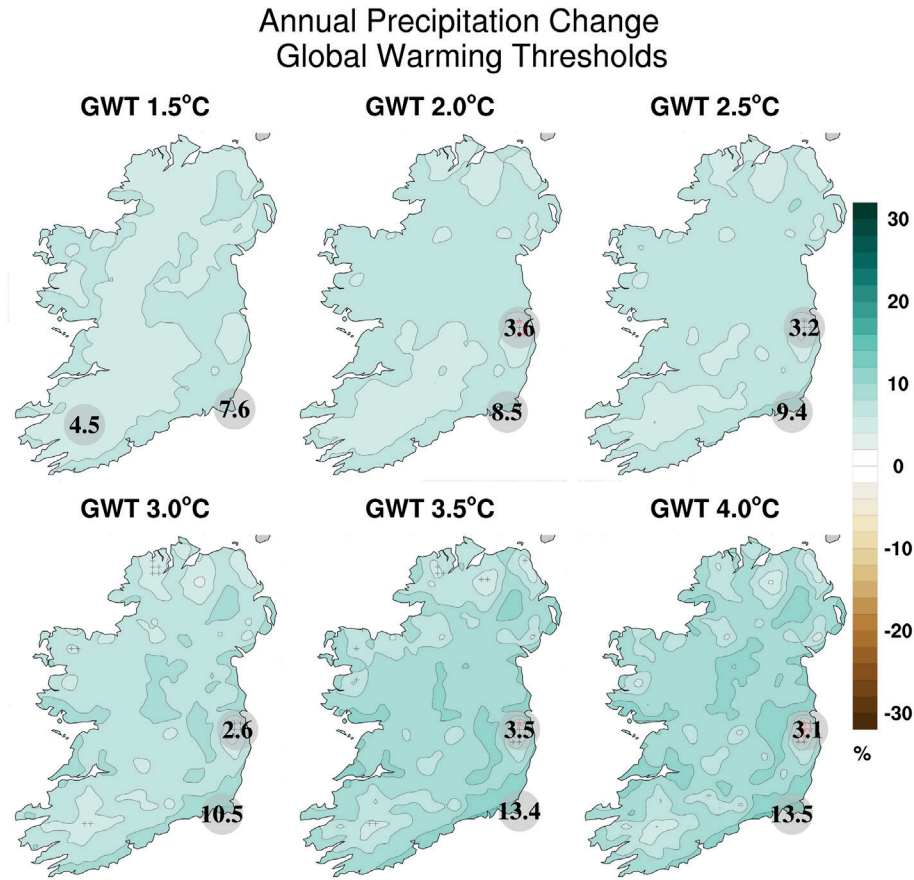 Annual Precipitation Change
Global Warming Thresholds
GWT 1.5°C
GWT 2.0°C
GWT 2.5°C
4.5
7.6
3.6
8.5
3.2
9.4
GWT 3.0°C
GWT 3.5°C
GWT 4.0°C
2.6
10.5
3.5
13.4
3.1
13.5
30
20
10
0
-10
-20
-30
%